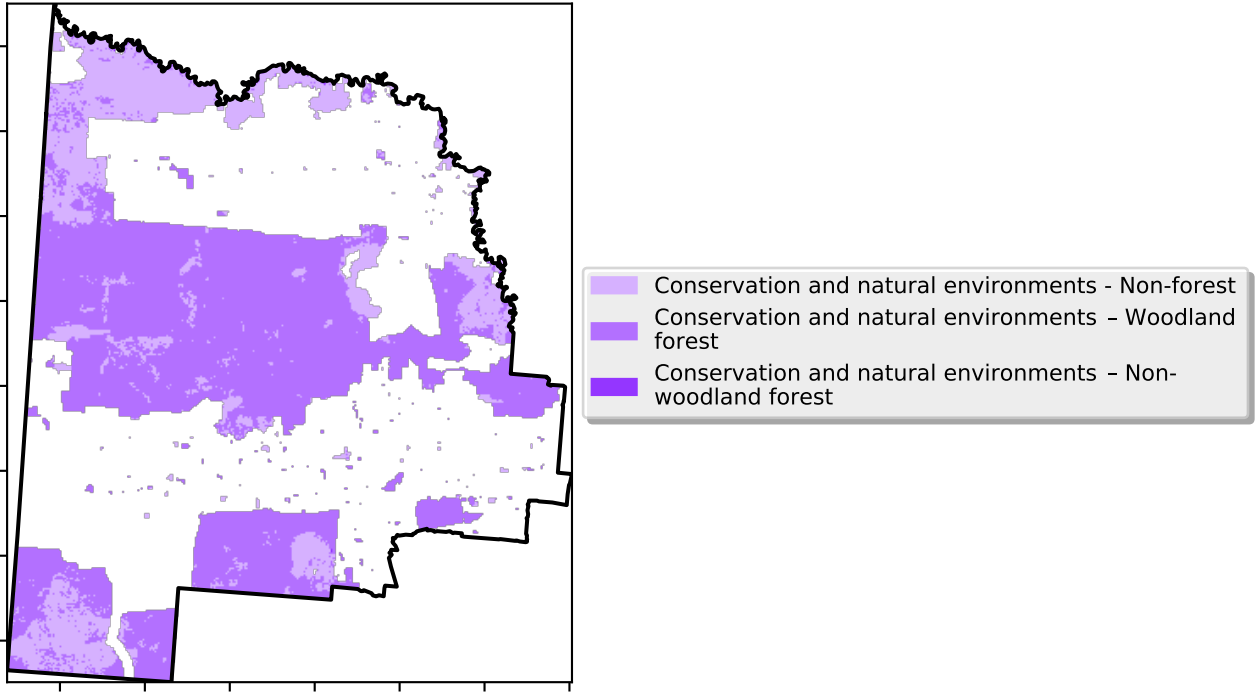 Conservation and natural environments - Non-forest
Conservation and natural environments – Woodland
forest
Conservation and natural environments – Non-
woodland forest